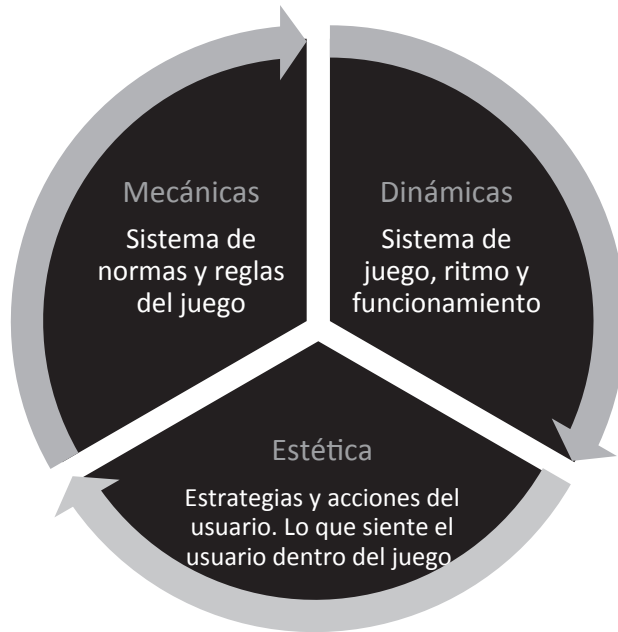 Mecánicas
Sistema de
normas y reglas
del juego
Dinámicas
Sistema de
juego, ritmo y
funcionamiento
Estética
Estrategias y acciones del
usuario. Lo que siente el
usuario dentro del juego